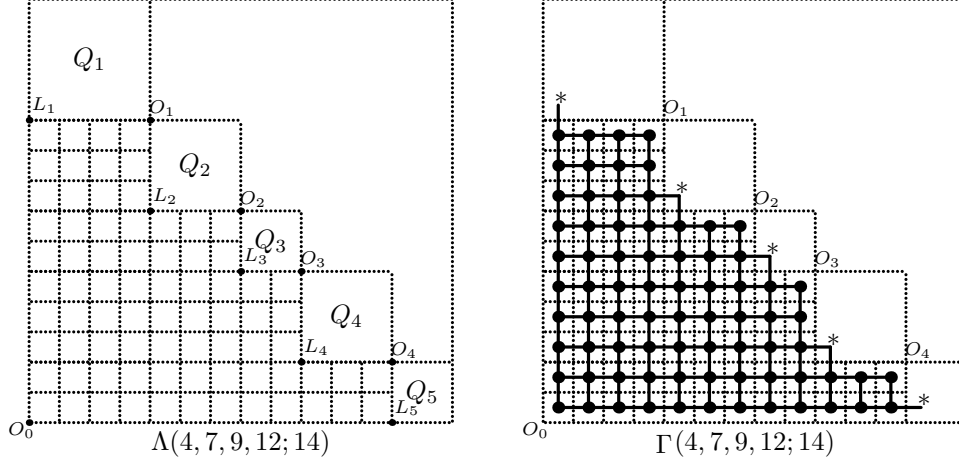 Q₁
*
L₁ O₁ O₁
Q₂
L₂ O₂ * O₂
Q₃ *
L₃ O₃ O₃
Q₄
L₄ O₄ * O₄
Q₅
L₅ *
O₀ O₀
Λ(4, 7, 9, 12; 14) Γ(4, 7, 9, 12; 14)